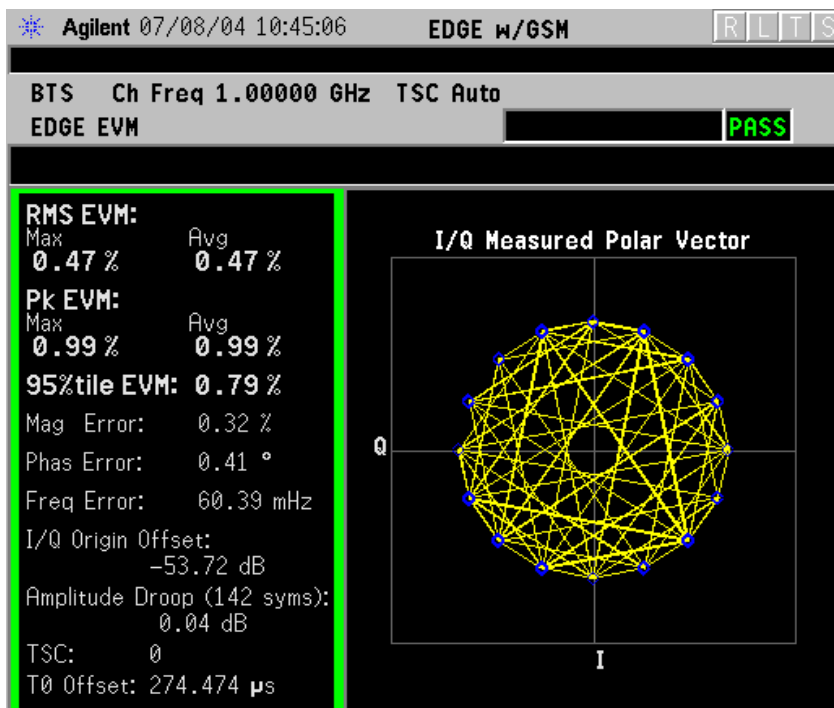 Agilent 07/08/04 10:45:06 EDGE w/GSM R L T S
BTS Ch Freq 1.00000 GHz TSC Auto
EDGE EVM PASS
RMS EVM:
Max Avg
0.47 % 0.47 %
Pk EVM:
Max Avg
0.99 % 0.99 %
95%tile EVM: 0.79 %
Mag Error: 0.32 %
Phas Error: 0.41 °
Freq Error: 60.39 mHz
I/Q Origin Offset:
-53.72 dB
Amplitude Droop (142 syms):
0.04 dB
TSC: 0
T0 Offset: 274.474 µs
I/Q Measured Polar Vector
Q
I